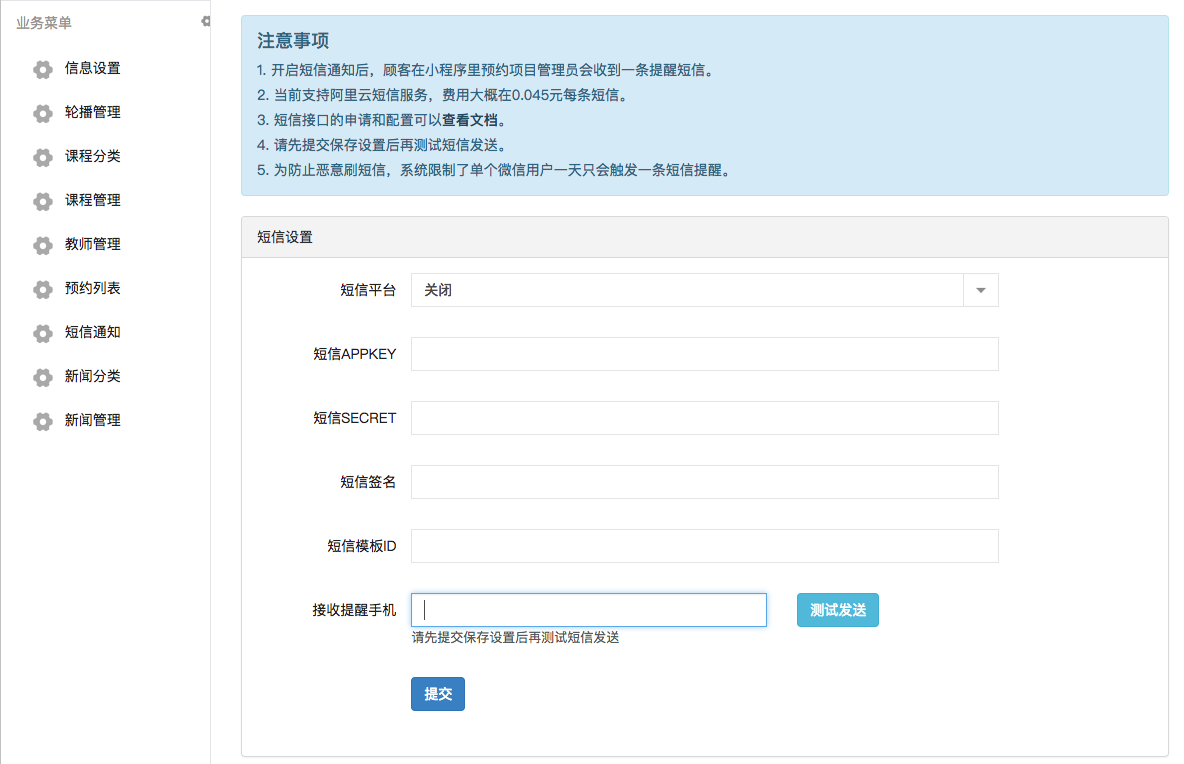 业务菜单
信息设置
轮播管理
课程分类
课程管理
教师管理
预约列表
短信通知
新闻分类
新闻管理
注意事项
1. 开启短信通知后，顾客在小程序里预约项目管理员会收到一条提醒短信。
2. 当前支持阿里云短信服务，费用大概在0.045元每条短信。
3. 短信接口的申请和配置可以查看文档。
4. 请先提交保存设置后再测试短信发送。
5. 为防止恶意刷短信，系统限制了单个微信用户一天只会触发一条短信提醒。
短信设置
短信平台 关闭
短信APPKEY
短信SECRET
短信签名
短信模板ID
接收提醒手机 测试发送
请先提交保存设置后再测试短信发送
提交